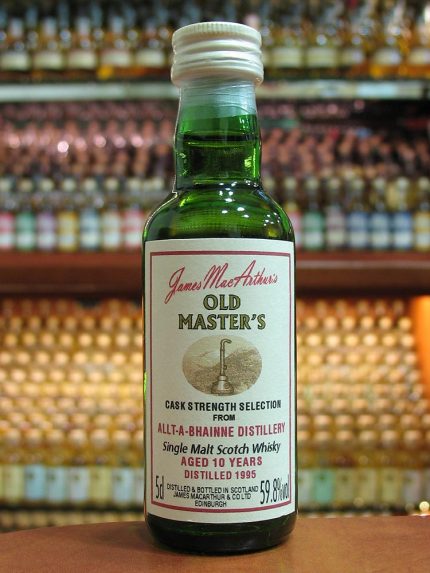 James MacArthur's
OLD
MASTER'S
CASK STRENGTH SELECTION
FROM
ALLT-A-BHAINNE DISTILLERY
Single Malt Scotch Whisky
AGED 10 YEARS
DISTILLED 1995
5cl DISTILLED & BOTTLED IN SCOTLAND 59.8%vol
JAMES MACARTHUR & CO LTD
EDINBURGH